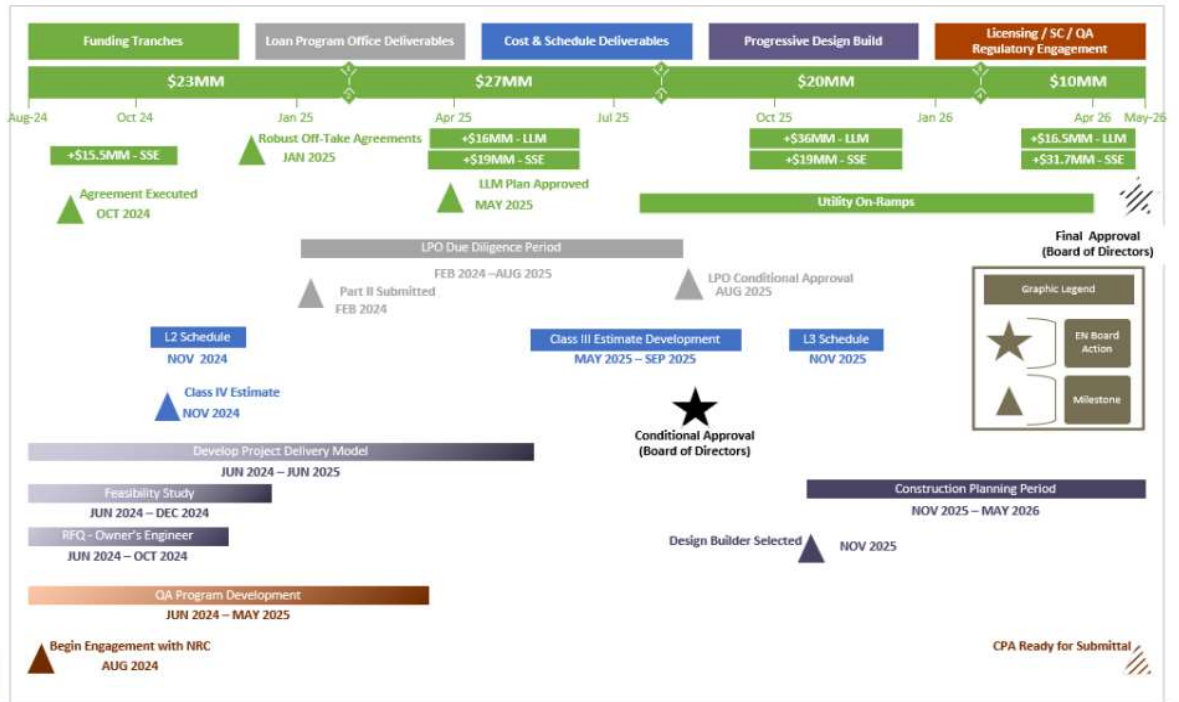 Funding Tranches
Loan Program Office Deliverables
Cost & Schedule Deliverables
Progressive Design Build
Licensing / SC / QA
Regulatory Engagement
$23MM
$27MM
$20MM
$10MM
Aug-24
Oct 24
Jan 25
Apr 25
Jul 25
Oct 25
Jan 26
Apr 26
May-26
+$15.5MM - SSE
Robust Off-Take Agreements
JAN 2025
+$16MM - LLM
+$19MM - SSE
+$36MM - LLM
+$19MM - SSE
+$16.5MM - LLM
+$31.7MM - SSE
Agreement Executed
OCT 2024
LLM Plan Approved
MAY 2025
Utility On-Ramps
Final Approval
(Board of Directors)
LPO Due Diligence Period
FEB 2024 –AUG 2025
Part II Submitted
FEB 2024
LPO Conditional Approval
AUG 2025
Graphic Legend
EN Board
Action
Milestone
L2 Schedule
NOV 2024
Class III Estimate Development
MAY 2025 – SEP 2025
L3 Schedule
NOV 2025
Class IV Estimate
NOV 2024
Conditional Approval
(Board of Directors)
Develop Project Delivery Model
JUN 2024 – JUN 2025
Feasibility Study
JUN 2024 – DEC 2024
Construction Planning Period
NOV 2025 – MAY 2026
RFQ - Owner's Engineer
JUN 2024 – OCT 2024
Design Builder Selected
NOV 2025
QA Program Development
JUN 2024 – MAY 2025
Begin Engagement with NRC
AUG 2024
CPA Ready for Submittal